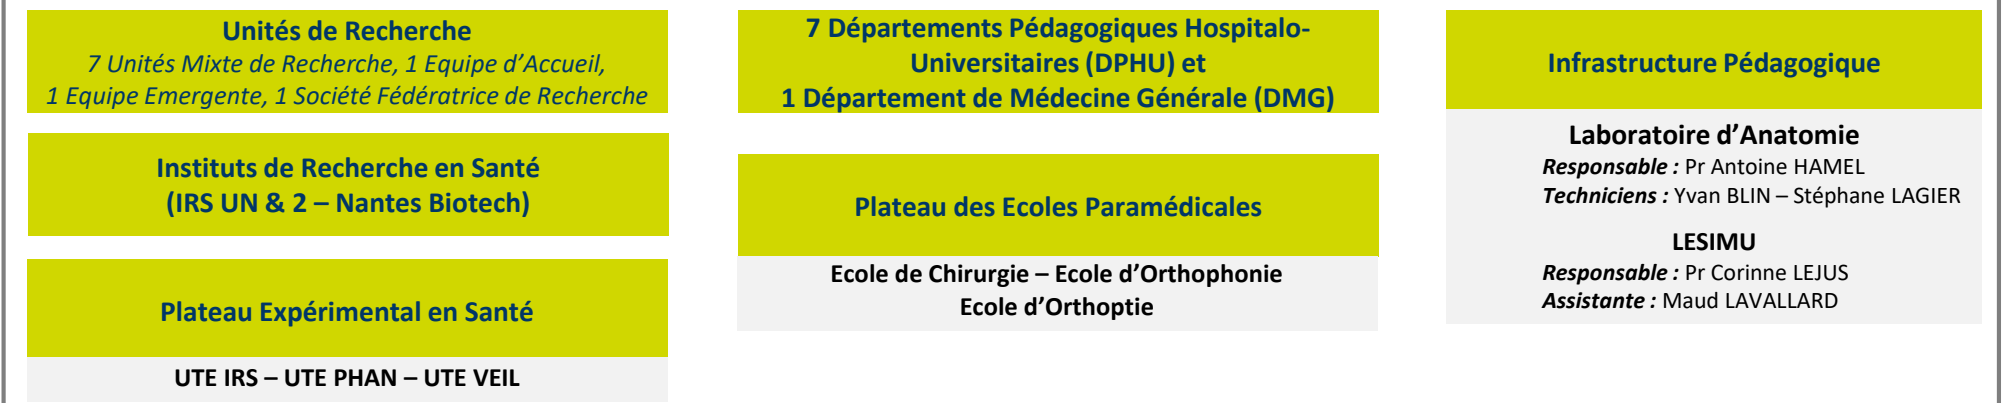 Unités de Recherche
7 Unités Mixte de Recherche, 1 Equipe d’Accueil,
1 Equipe Emergente, 1 Société Fédératrice de Recherche
Instituts de Recherche en Santé
(IRS UN & 2 – Nantes Biotech)
Plateau Expérimental en Santé
UTE IRS – UTE PHAN – UTE VEIL
7 Départements Pédagogiques Hospitalo-
Universitaires (DPHU) et
1 Département de Médecine Générale (DMG)
Plateau des Ecoles Paramédicales
Ecole de Chirurgie – Ecole d’Orthophonie
Ecole d’Orthoptie
Infrastructure Pédagogique
Laboratoire d’Anatomie
Responsable : Pr Antoine HAMEL
Techniciens : Yvan BLIN – Stéphane LAGIER
LESIMU
Responsable : Pr Corinne LEJUS
Assistante : Maud LAVALLARD